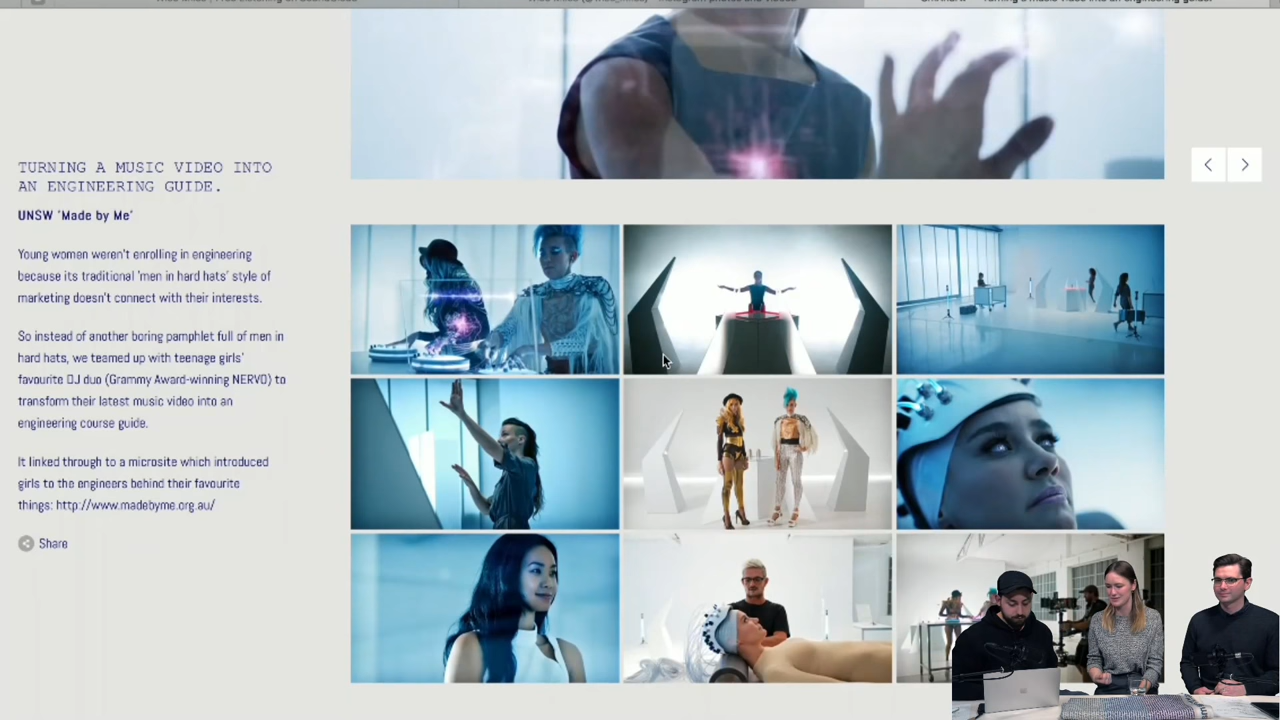 TURNING A MUSIC VIDEO INTO
AN ENGINEERING GUIDE.
UNSW 'Made by Me'
Young women weren't enrolling in engineering
because its traditional 'men in hard hats' style of
marketing doesn't connect with their interests.
So instead of another boring pamphlet full of men in
hard hats, we teamed up with teenage girls'
favourite DJ duo (Grammy Award-winning NERVO) to
transform their latest music video into an
engineering course guide.
It linked through to a microsite which introduced
girls to the engineers behind their favourite
things: http://www.madebyme.org.au/
Share